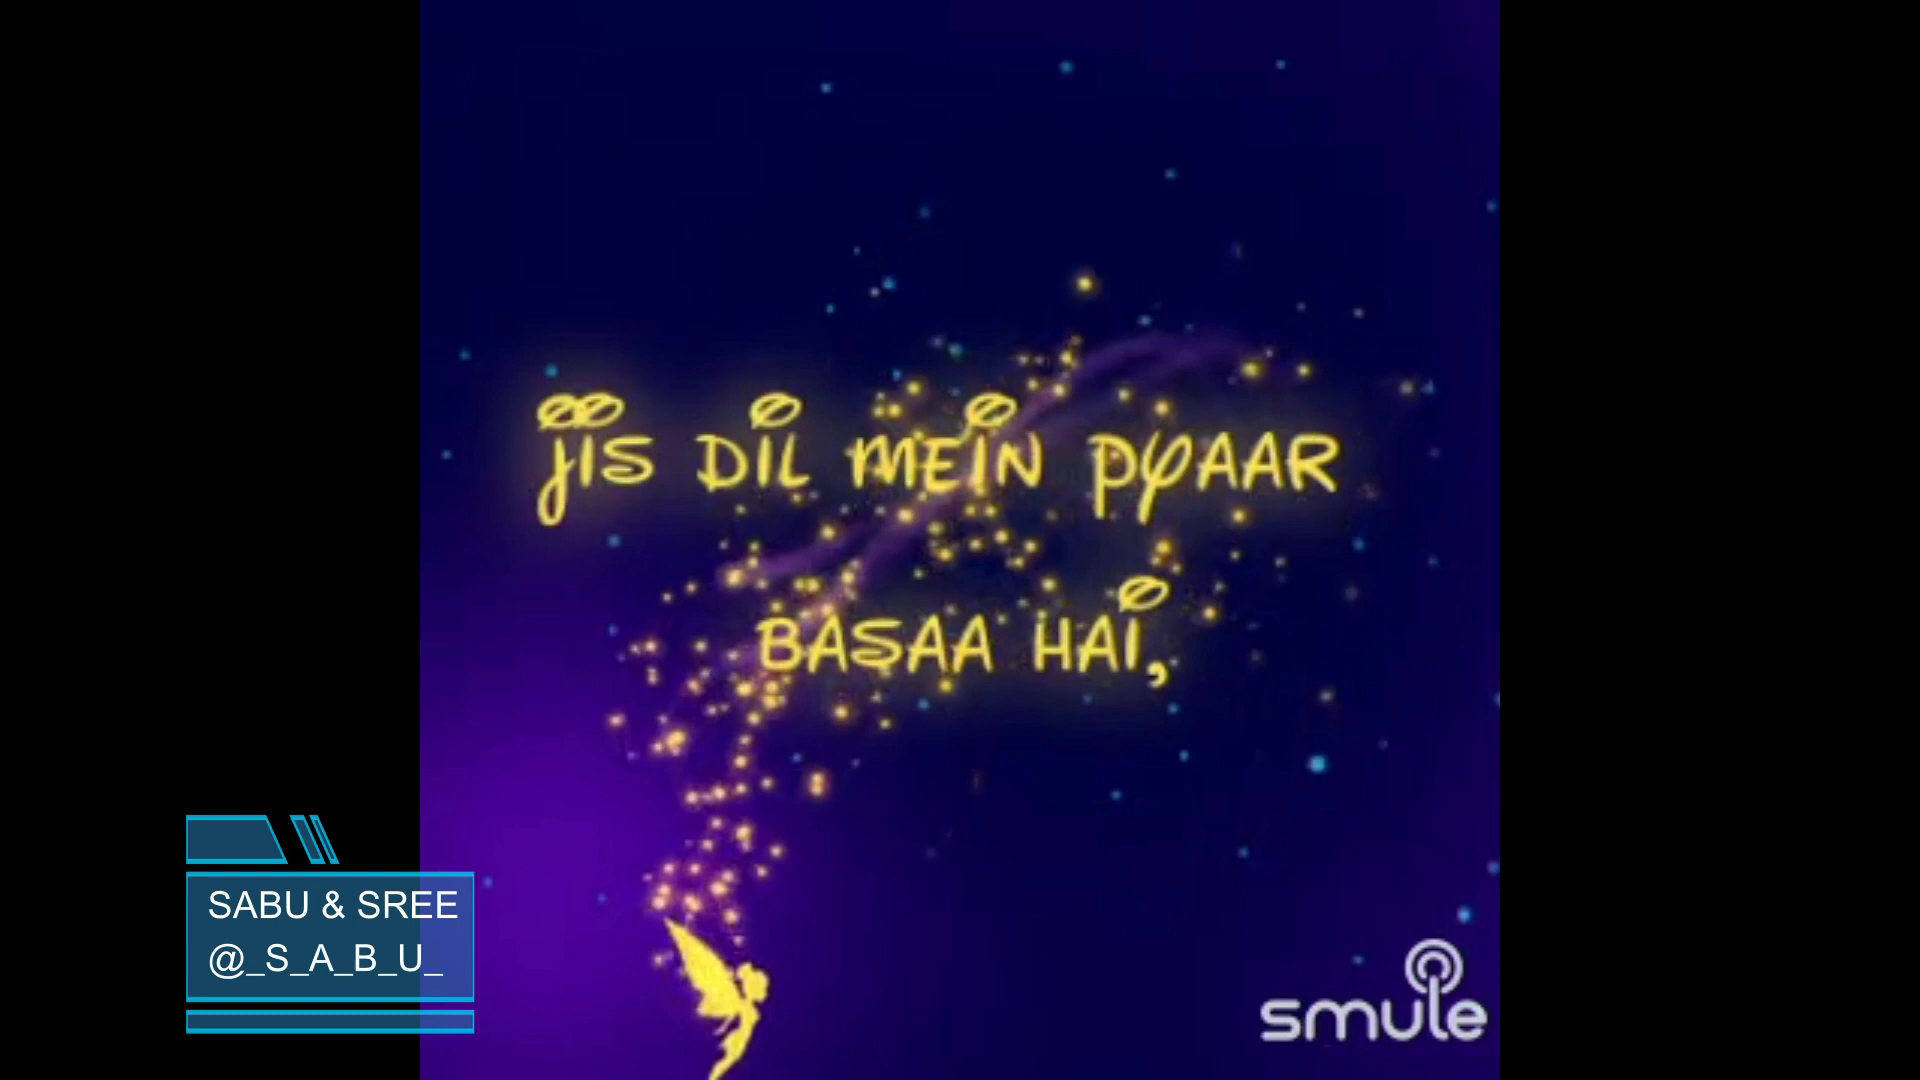 JIS DIL MEIN PYAAR
BASAA HAI,
SABU & SREE
@_S_A_B_U_
smule